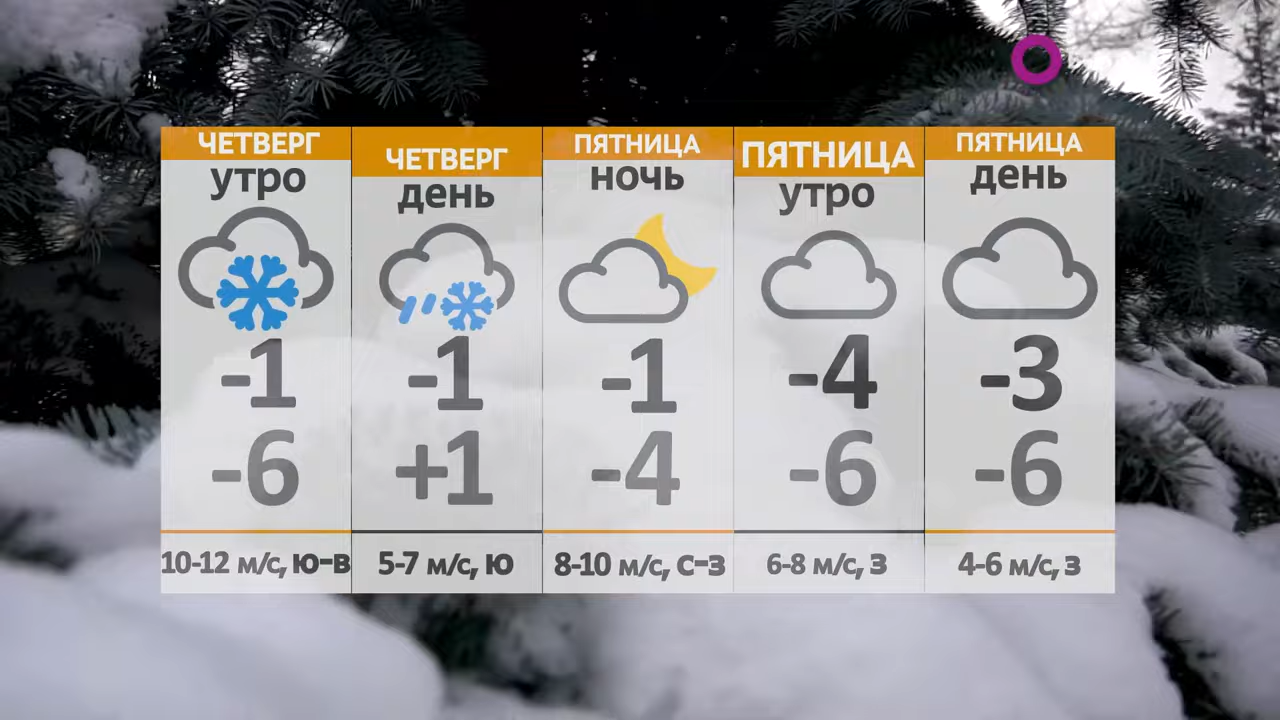 ЧЕТВЕРГ
утро
-1
-6
10-12 м/с, ю-в
ЧЕТВЕРГ
день
-1
+1
5-7 м/с, ю
ПЯТНИЦА
ночь
-1
-4
8-10 м/с, с-з
ПЯТНИЦА
утро
-4
-6
6-8 м/с, з
ПЯТНИЦА
день
-3
-6
4-6 м/с, з